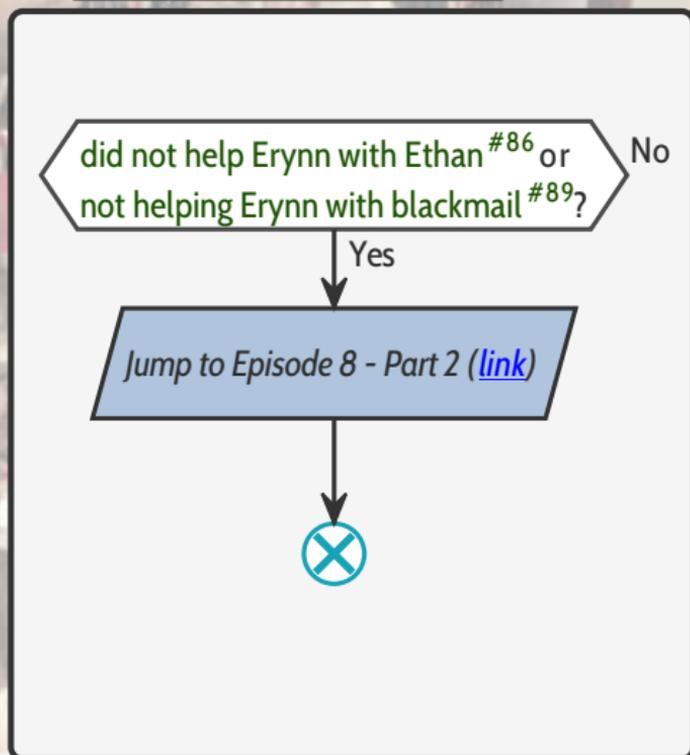 did not help Erynn with Ethan #86 or
No
not helping Erynn with blackmail #89?
Yes
Jump to Episode 8 - Part 2 (link)